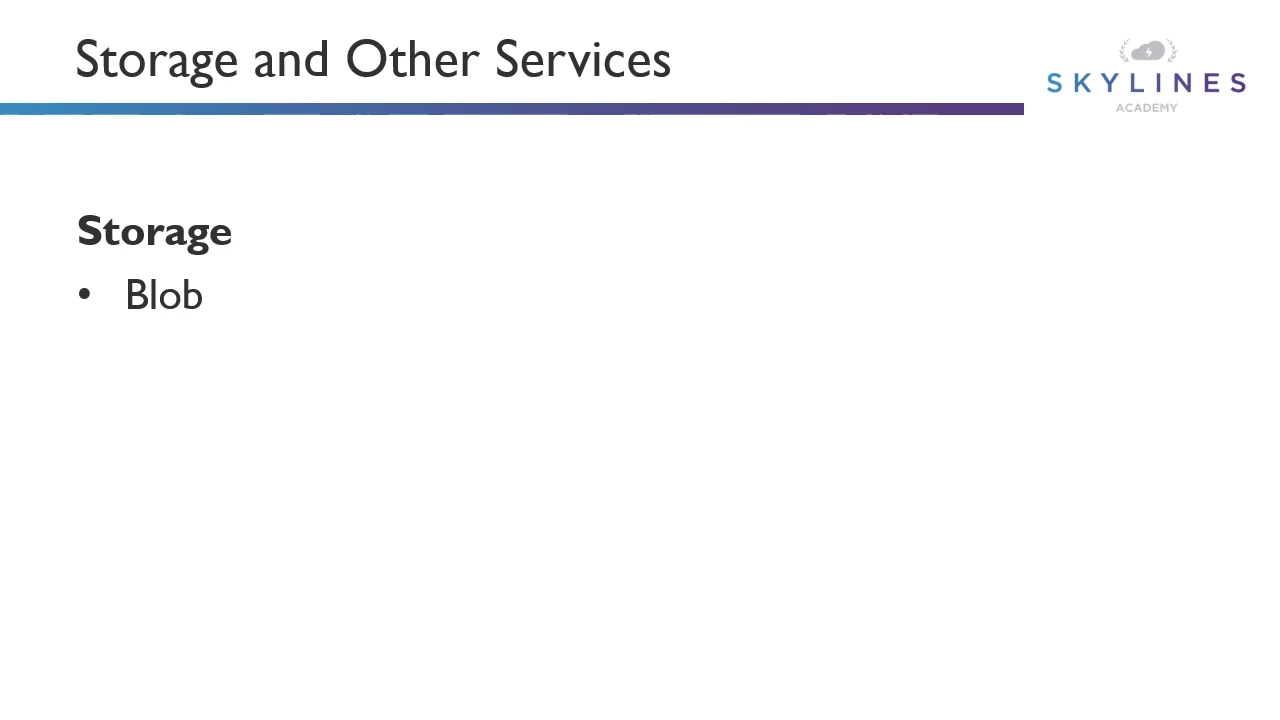 Storage and Other Services
SKYLINES
ACADEMY
Storage
• Blob